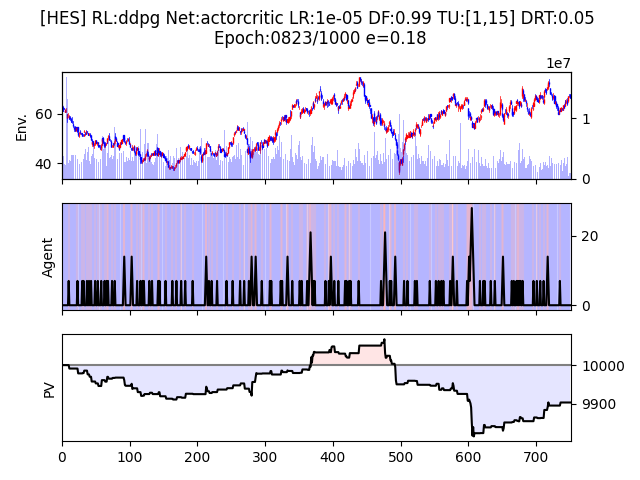 [HES] RL:ddpg Net:actorcritic LR:1e-05 DF:0.99 TU:[1,15] DRT:0.05
Epoch:0823/1000 e=0.18
1e7
Env.
60
40
1
0
Agent
20
0
PV
10000
9900
0 100 200 300 400 500 600 700